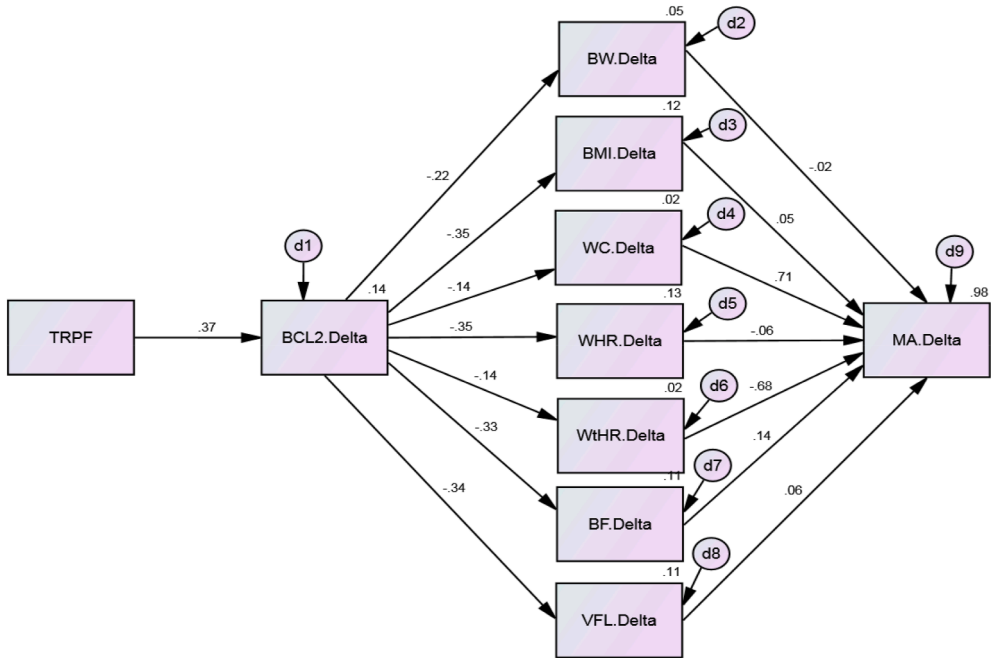 .05
d2
BW.Delta
.12
d3
BMI.Delta
-.02
-.22
.02
d4
.05
-.35
WC.Delta
d1
d9
.14
-.14
.13
d5
.71
.98
TRPF
.37
BCL2.Delta
-.35
WHR.Delta
-.06
MA.Delta
-.14
.02
d6
-.68
-.33
WtHR.Delta
.14
.11
d7
-.34
BF.Delta
.06
.11
d8
VFL.Delta